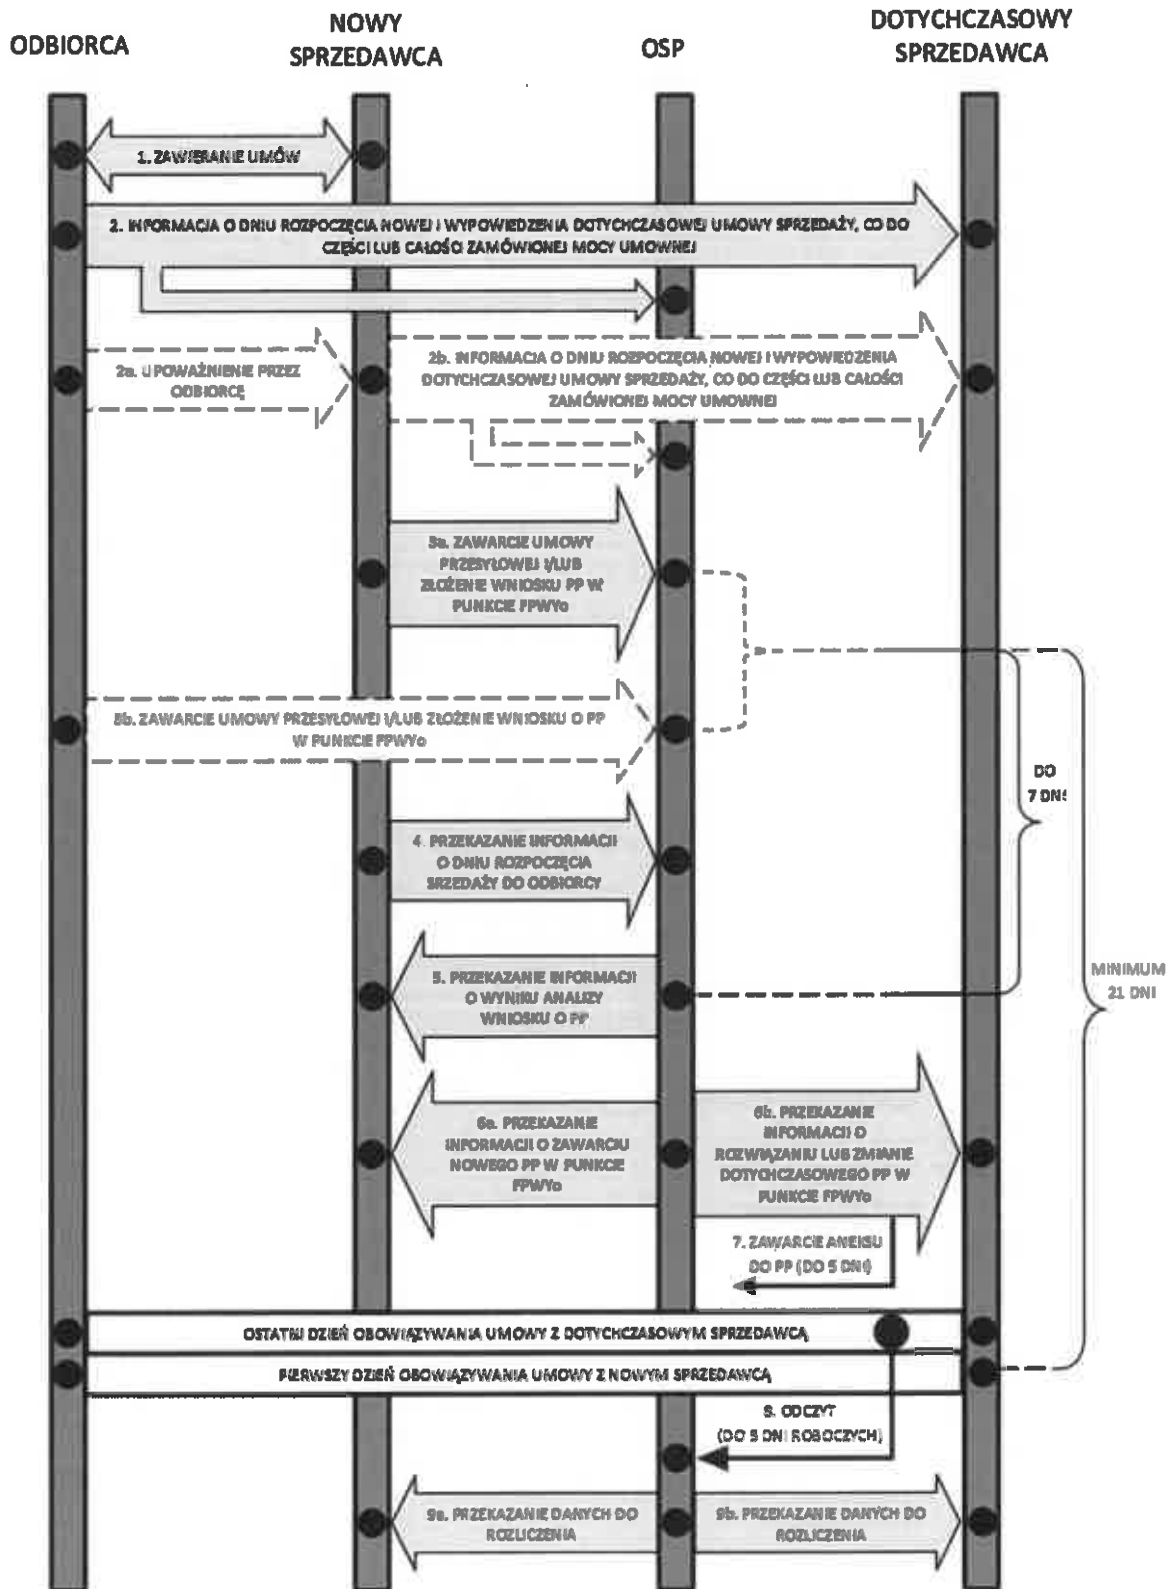 ODBIORCA
NOWY
SPRZEDAWCA
OSP
DOTYCHCZASOWY
SPRZEDAWCA
1. ZAWIERANIE UMÓW
2. INFORMACJA O DNIU ROZPOCZĘCIA NOWEJ I WYPOWIEDZENIA DOTYCHCZASOWEJ UMOWY SPRZEDAŻY, CO DO
CZĘŚCI LUB CAŁOŚCI ZAMÓWIONEJ MOCY UMOWNEJ
2a. UPOWAŻNIENIE PRZEZ
ODBIORCĘ
2b. INFORMACJA O DNIU ROZPOCZĘCIA NOWEJ I WYPOWIEDZENIA
DOTYCHCZASOWEJ UMOWY SPRZEDAŻY, CO DO CZĘŚCI LUB CAŁOŚCI
ZAMÓWIONEJ MOCY UMOWNEJ
3a. ZAWARCIE UMOWY
PRZESYŁOWEJ I/LUB
ZŁOŻENIE WNIOSKU PP W
PUNKCIE FPWYo
3b. ZAWARCIE UMOWY PRZESYŁOWEJ I/LUB ZŁOŻENIE WNIOSKU O PP
W PUNKCIE FPWYo
DO
7 DNI
4. PRZEKAZANIE INFORMACJI
O DNIU ROZPOCZĘCIA
SRZEDAŻY DO ODBIORCY
5. PRZEKAZANIE INFORMACJI
O WYNIKU ANALIZY
WNIOSKU O PP
MINIMUM
21 DNI
6a. PRZEKAZANIE
INFORMACJI O ZAWARCIU
NOWEGO PP W PUNKCIE
FPWYo
6b. PRZEKAZANIE
INFORMACJI O
ROZWIĄZANIU LUB ZMIANIE
DOTYCHCZASOWEGO PP W
PUNKCIE FPWYo
7. ZAWARCIE ANEKSU
DO PP (DO 5 DNI)
OSTATNI DZIEŃ OBOWIĄZYWANIA UMOWY Z DOTYCHCZASOWYM SPRZEDAWCĄ
PIERWSZY DZIEŃ OBOWIĄZYWANIA UMOWY Z NOWYM SPRZEDAWCĄ
8. ODCZYT
(DO 5 DNI ROBOCZYCH)
9a. PRZEKAZANIE DANYCH DO
ROZLICZENIA
9b. PRZEKAZANIE DANYCH DO
ROZLICZENIA